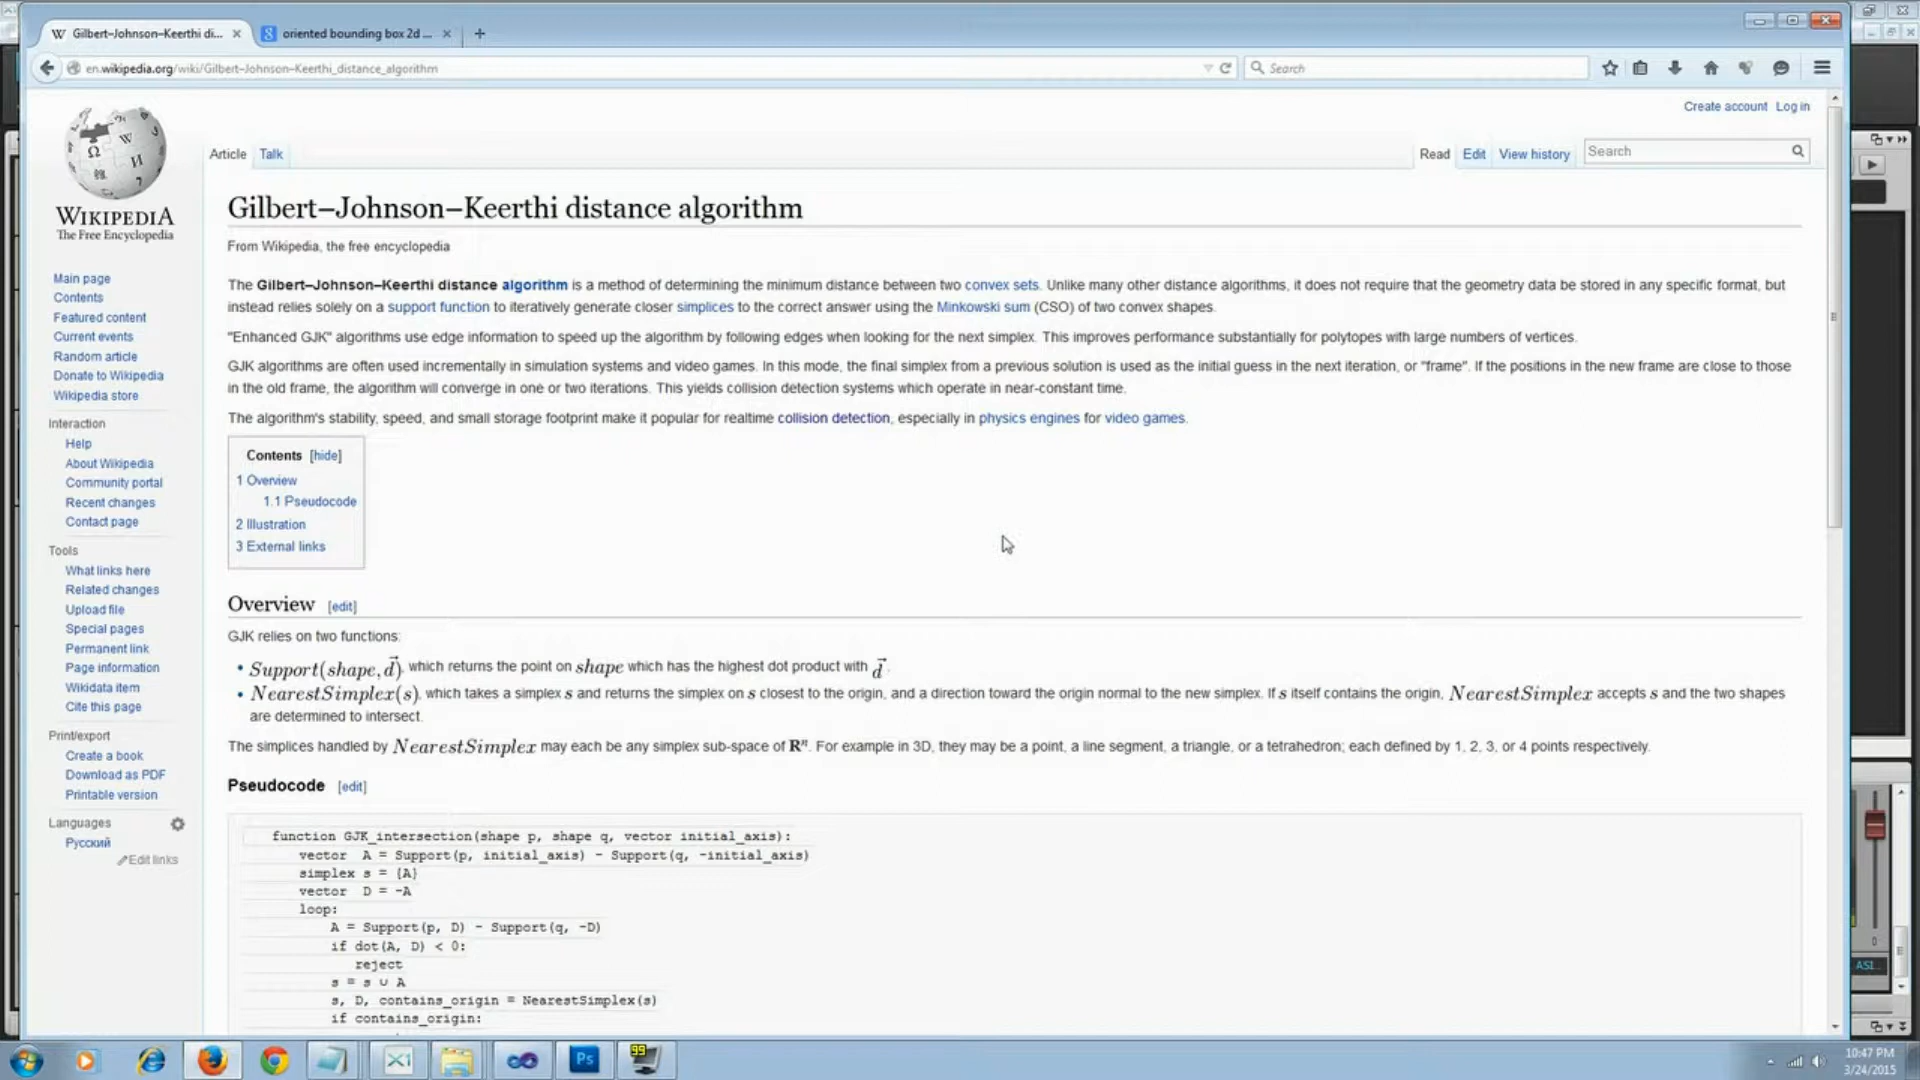 Gilbert–Johnson–Keerthi di...
oriented bounding box 2d ...
en.wikipedia.org/wiki/Gilbert–Johnson–Keerthi_distance_algorithm
Search
Create account Log in
Article Talk
Read Edit View history Search
WIKIPEDIA
The Free Encyclopedia
Main page
Contents
Featured content
Current events
Random article
Donate to Wikipedia
Wikipedia store
Interaction
Help
About Wikipedia
Community portal
Recent changes
Contact page
Tools
What links here
Related changes
Upload file
Special pages
Permanent link
Page information
Wikidata item
Cite this page
Print/export
Create a book
Download as PDF
Printable version
Languages
Русский
Edit links
Gilbert–Johnson–Keerthi distance algorithm
From Wikipedia, the free encyclopedia
The Gilbert–Johnson–Keerthi distance algorithm is a method of determining the minimum distance between two convex sets. Unlike many other distance algorithms, it does not require that the geometry data be stored in any specific format, but
instead relies solely on a support function to iteratively generate closer simplices to the correct answer using the Minkowski sum (CSO) of two convex shapes.
"Enhanced GJK" algorithms use edge information to speed up the algorithm by following edges when looking for the next simplex. This improves performance substantially for polytopes with large numbers of vertices.
GJK algorithms are often used incrementally in simulation systems and video games. In this mode, the final simplex from a previous solution is used as the initial guess in the next iteration, or "frame". If the positions in the new frame are close to those
in the old frame, the algorithm will converge in one or two iterations. This yields collision detection systems which operate in near-constant time.
The algorithm's stability, speed, and small storage footprint make it popular for realtime collision detection, especially in physics engines for video games.
Contents [hide]
1 Overview
1.1 Pseudocode
2 Illustration
3 External links
Overview [edit]
GJK relies on two functions:
• Support(shape, d⃗), which returns the point on shape which has the highest dot product with d⃗.
• NearestSimplex(s), which takes a simplex s and returns the simplex on s closest to the origin, and a direction toward the origin normal to the new simplex. If s itself contains the origin, NearestSimplex accepts s and the two shapes
are determined to intersect.
The simplices handled by NearestSimplex may each be any simplex sub-space of Rⁿ. For example in 3D, they may be a point, a line segment, a triangle, or a tetrahedron; each defined by 1, 2, 3, or 4 points respectively.
Pseudocode [edit]
function GJK_intersection(shape p, shape q, vector initial_axis):
vector A = Support(p, initial_axis) - Support(q, -initial_axis)
simplex s = {A}
vector D = -A
loop:
A = Support(p, D) - Support(q, -D)
if dot(A, D) < 0:
reject
s = s ∪ A
s, D, contains_origin = NearestSimplex(s)
if contains_origin:
0
ASI...
X1
Ps
99
10:47 PM
3/24/2015